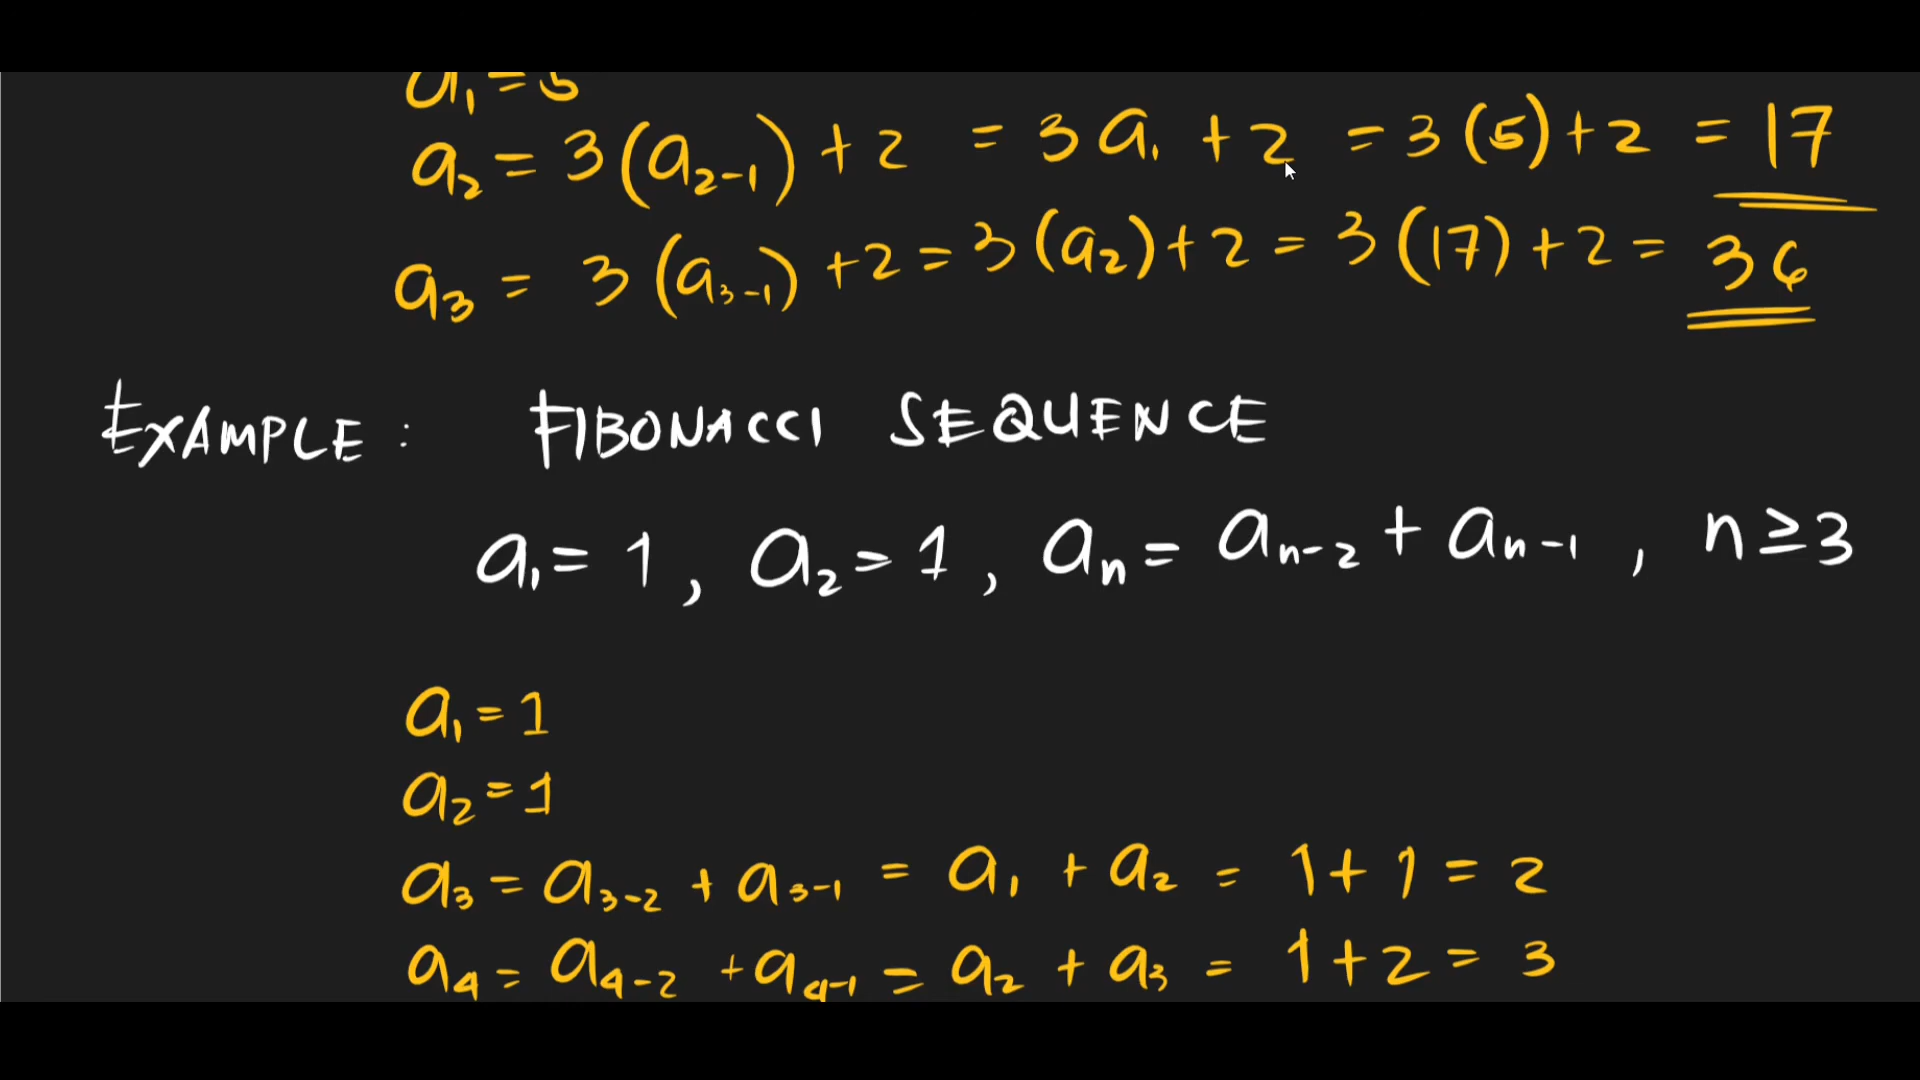 a₁ = 5
a₂ = 3(a₂₋₁) + 2 = 3a₁ + 2 = 3(5) + 2 = 17
a₃ = 3(a₃₋₁) + 2 = 3(a₂) + 2 = 3(17) + 2 = 36
EXAMPLE : FIBONACCI SEQUENCE
a₁ = 1 , a₂ = 1 , aₙ = aₙ₋₂ + aₙ₋₁ , n ≥ 3
a₁ = 1
a₂ = 1
a₃ = a₃₋₂ + a₃₋₁ = a₁ + a₂ = 1 + 1 = 2
a₄ = a₄₋₂ + a₄₋₁ = a₂ + a₃ = 1 + 2 = 3